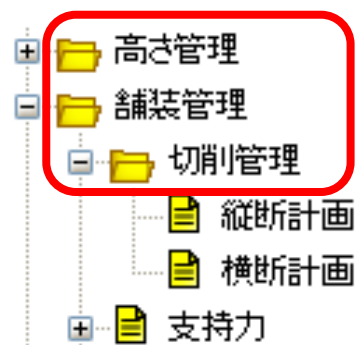 高さ管理
舗装管理
切削管理
縦断計画
横断計画
支持力